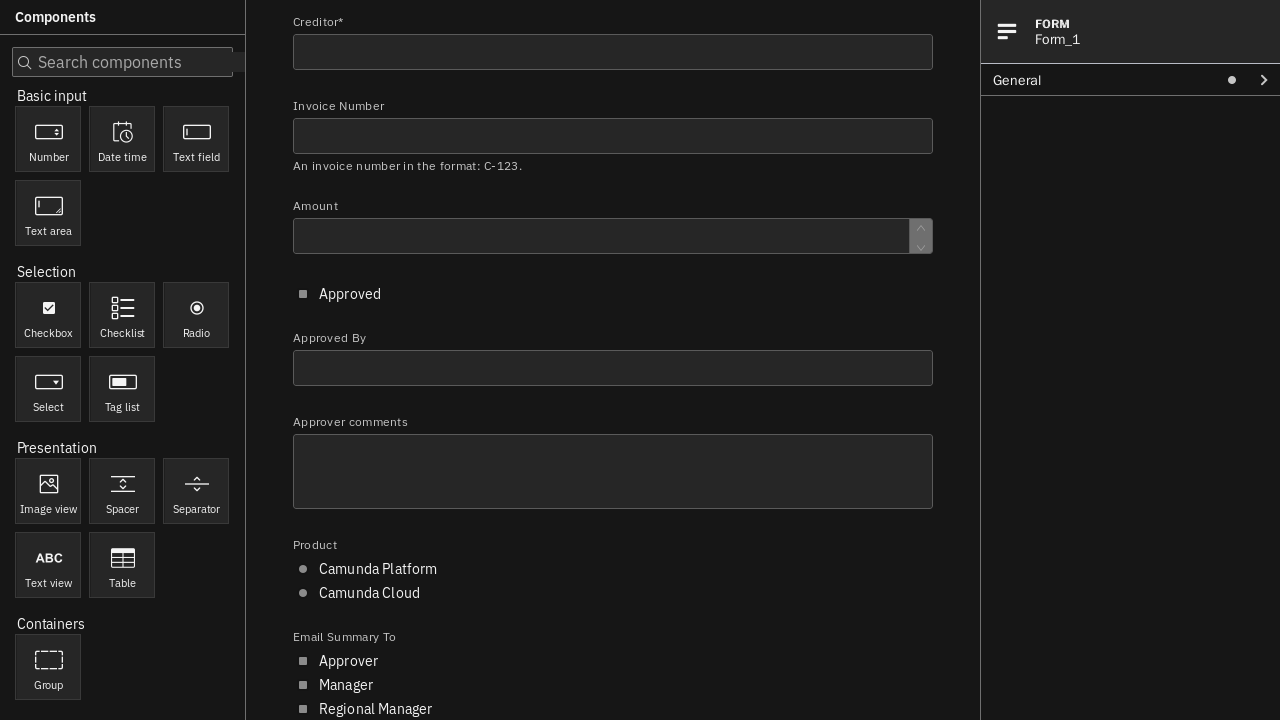 Components
Search components
Basic input
Number
Date time
Text field
Text area
Selection
Checkbox
Checklist
Radio
Select
Tag list
Presentation
Image view
Spacer
Separator
ABC
Text view
Table
Containers
Group
Creditor*
Invoice Number
An invoice number in the format: C-123.
Amount
Approved
Approved By
Approver comments
Product
Camunda Platform
Camunda Cloud
Email Summary To
Approver
Manager
Regional Manager
FORM
Form_1
General